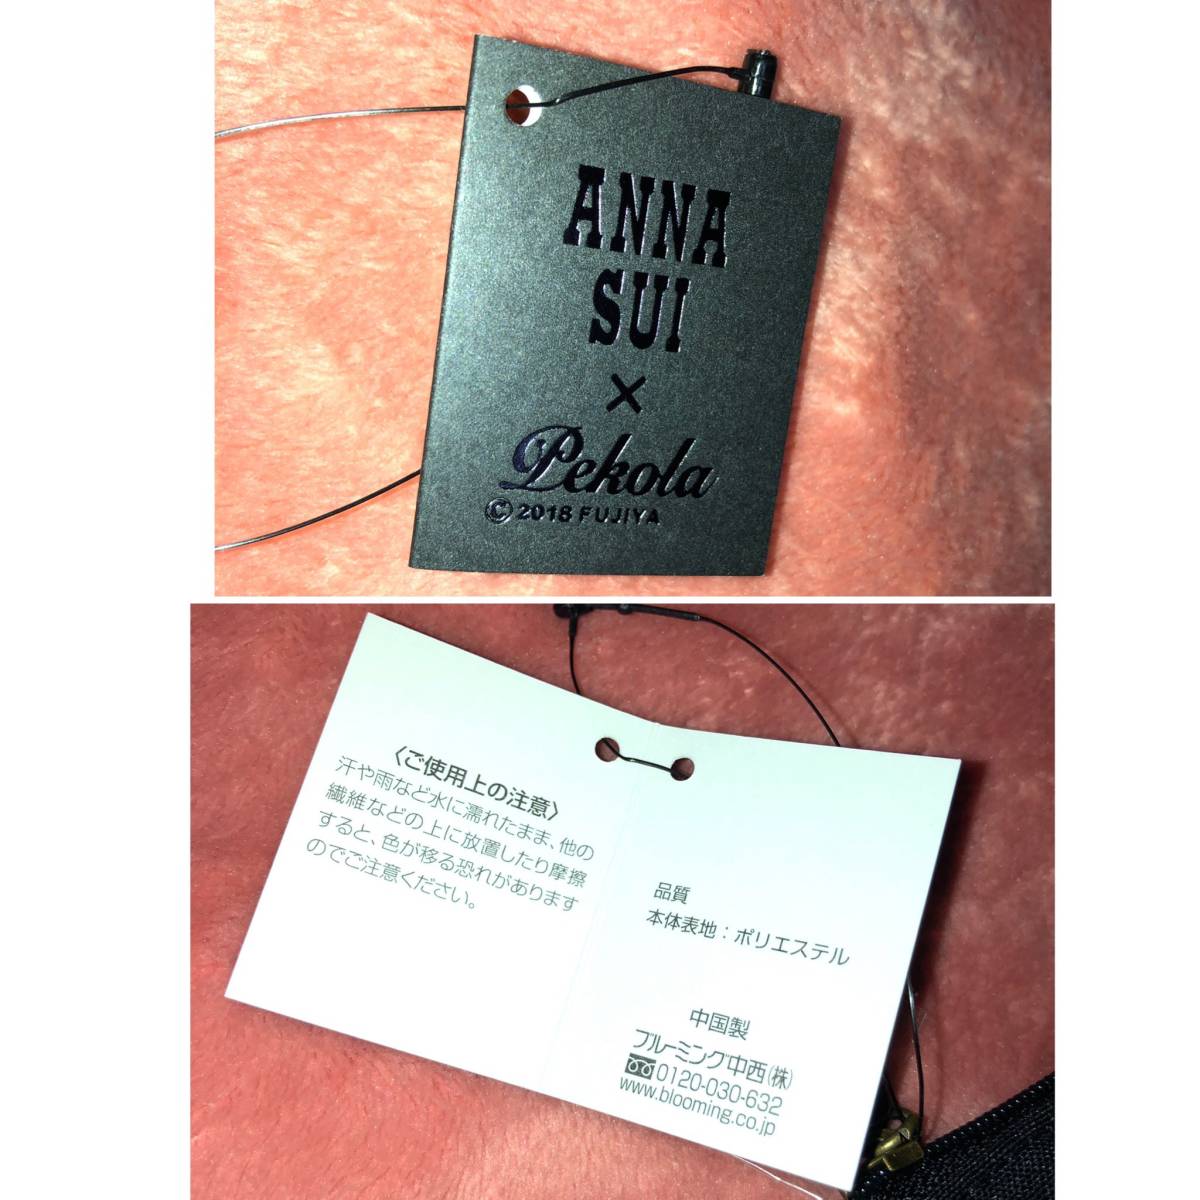 ANNA
SUI
×
Pekola
© 2018 FUJIYA
〈ご使用上の注意〉
汗や雨など水に濡れたまま、他の
繊維などの上に放置したり摩擦
すると、色が移る恐れがあります
のでご注意ください。
品質
本体表地：ポリエステル
中国製
ブルーミング中西(株)
0120-030-632
www.blooming.co.jp